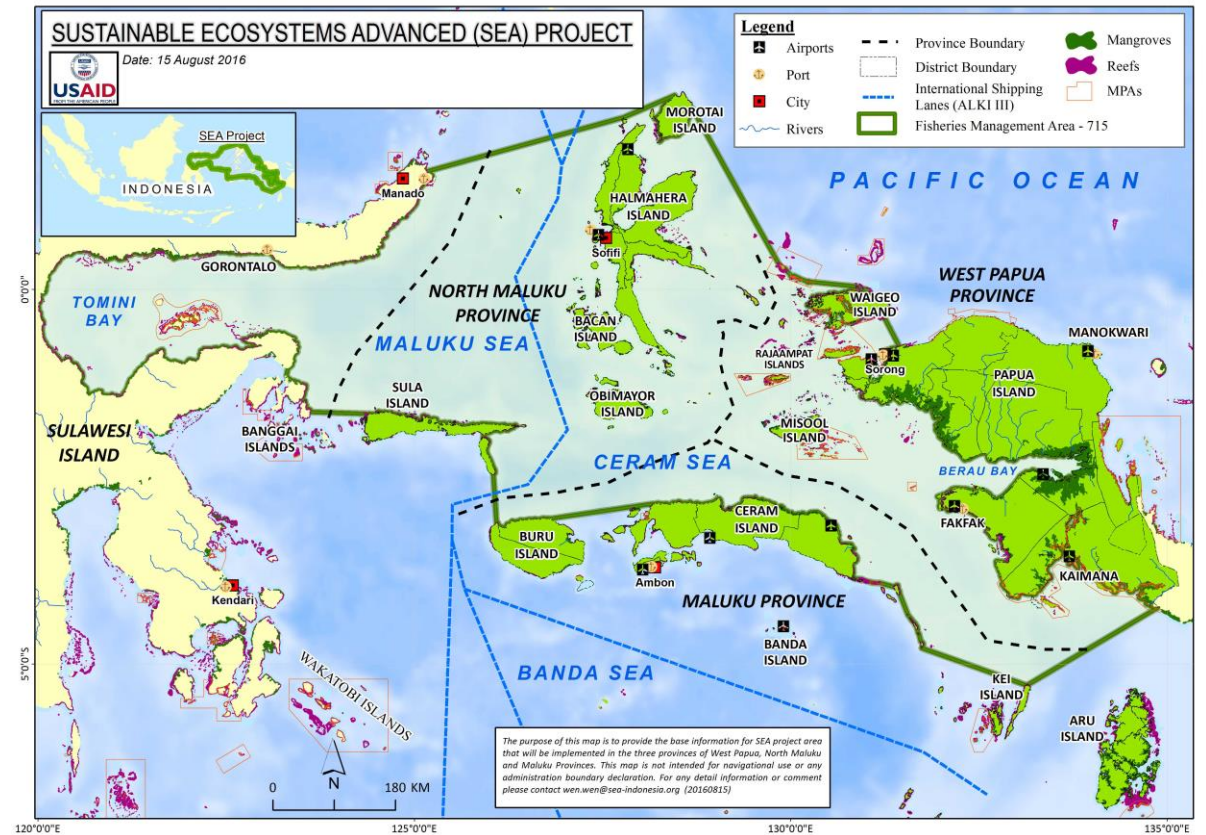 SUSTAINABLE ECOSYSTEMS ADVANCED (SEA) PROJECT
USAID
FROM THE AMERICAN PEOPLE
Date: 15 August 2016
SEA Project
INDONESIA
Legend
Airports
Port
City
Rivers
Province Boundary
District Boundary
International Shipping
Lanes (ALKI III)
Fisheries Management Area - 715
Mangroves
Reefs
MPAs
PACIFIC OCEAN
MOROTAI
ISLAND
Manado
HALMAHERA
ISLAND
Sofifi
GORONTALO
TOMINI
BAY
NORTH MALUKU
PROVINCE
MALUKU SEA
BACAN
ISLAND
WEST PAPUA
PROVINCE
WAIGEO
ISLAND
MANOKWARI
RAJAAMPAT
ISLANDS
Sorong
PAPUA
ISLAND
SULA
ISLAND
OBIMAYOR
ISLAND
MISOOL
ISLAND
SULAWESI
ISLAND
BANGGAI
ISLANDS
CERAM SEA
BERAU BAY
CERAM
ISLAND
FAKFAK
BURU
ISLAND
Ambon
KAIMANA
Kendari
MALUKU PROVINCE
BANDA
ISLAND
BANDA SEA
WAKATOBI ISLANDS
KEI
ISLAND
ARU
ISLAND
The purpose of this map is to provide the base information for SEA project area
that will be implemented in the three provinces of West Papua, North Maluku
and Maluku Provinces. This map is not intended for navigational use or any
administration boundary declaration. For any detail information or comment
please contact wen.wen@sea-indonesia.org (20160815)
0 180 KM
N
0°0'0"
5°0'0"S
120°0'0"E
125°0'0"E
130°0'0"E
135°0'0"E